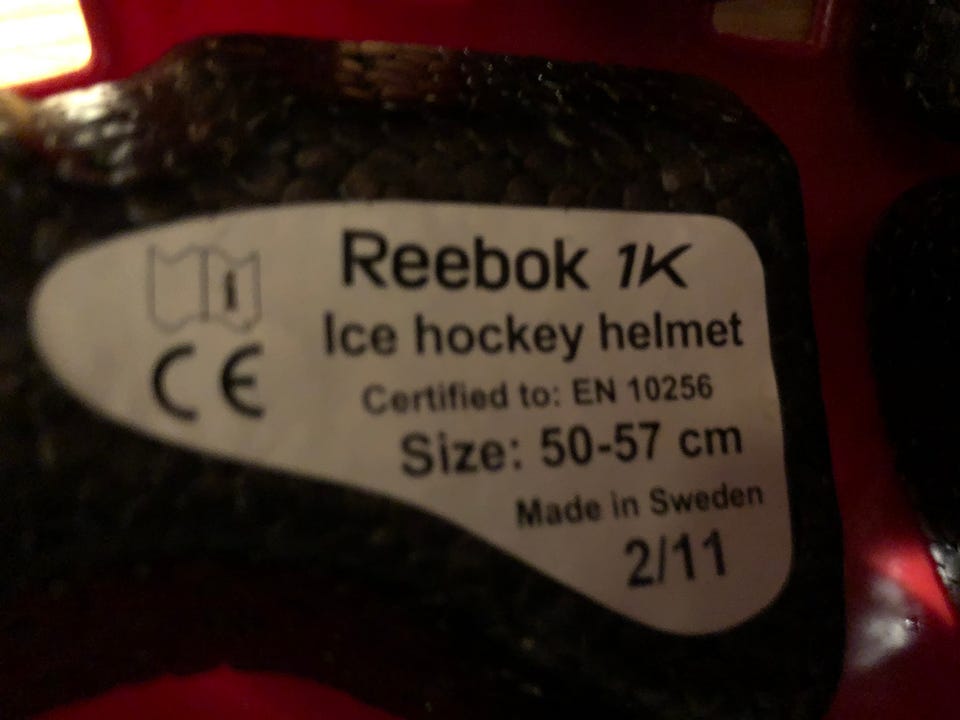 Reebok 1K
Ice hockey helmet
Certified to: EN 10256
Size: 50-57 cm
Made in Sweden
2/11
i
CE